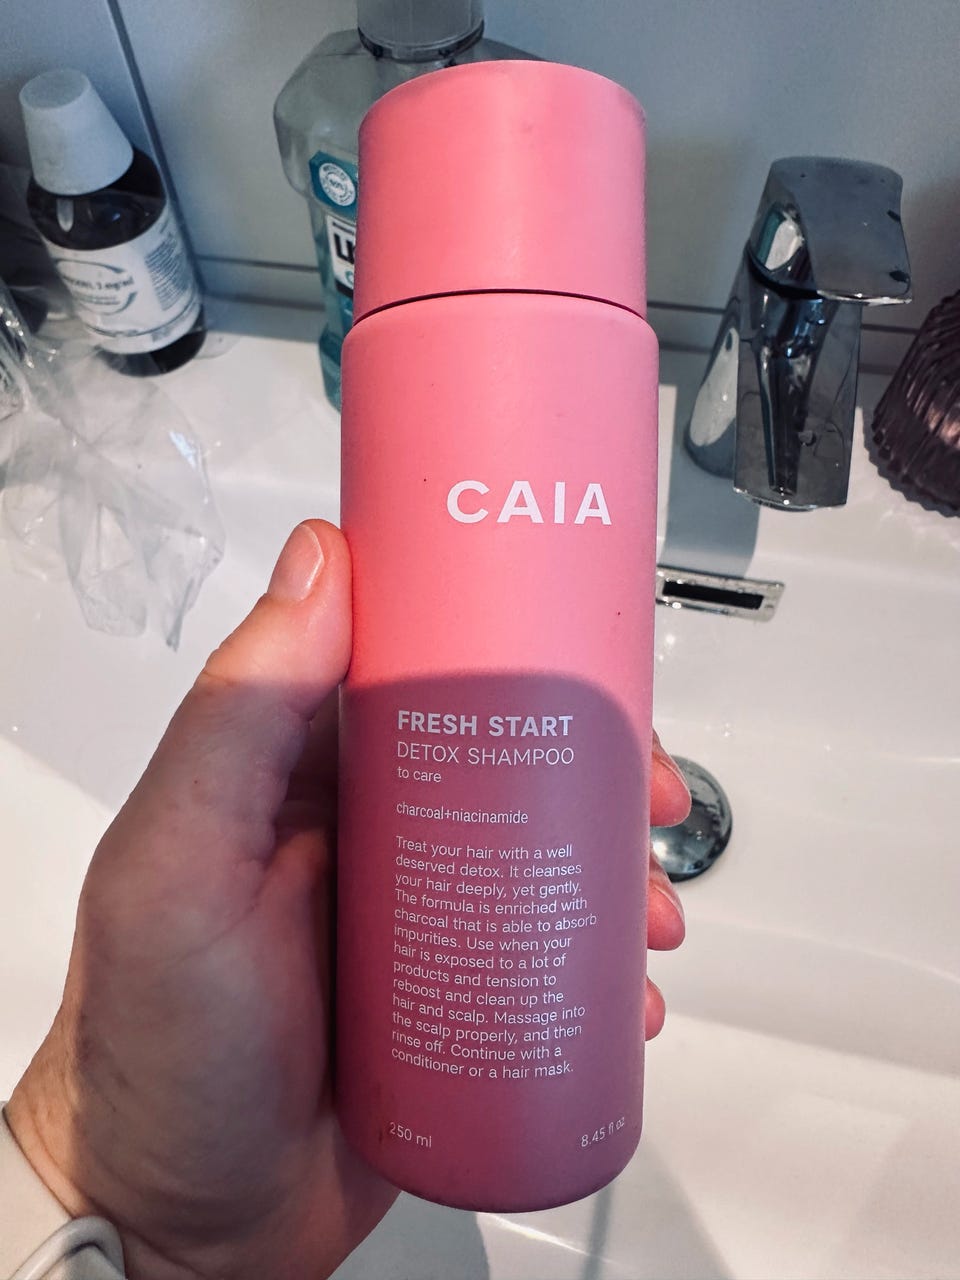 CAIA
FRESH START
DETOX SHAMPOO
to care
charcoal+niacinamide
Treat your hair with a well
deserved detox. It cleanses
your hair deeply, yet gently.
The formula is enriched with
charcoal that is able to absorb
impurities. Use when your
hair is exposed to a lot of
products and tension to
reboost and clean up the
hair and scalp. Massage into
the scalp properly, and then
rinse off. Continue with a
conditioner or a hair mask.
250 ml
8.45 fl oz